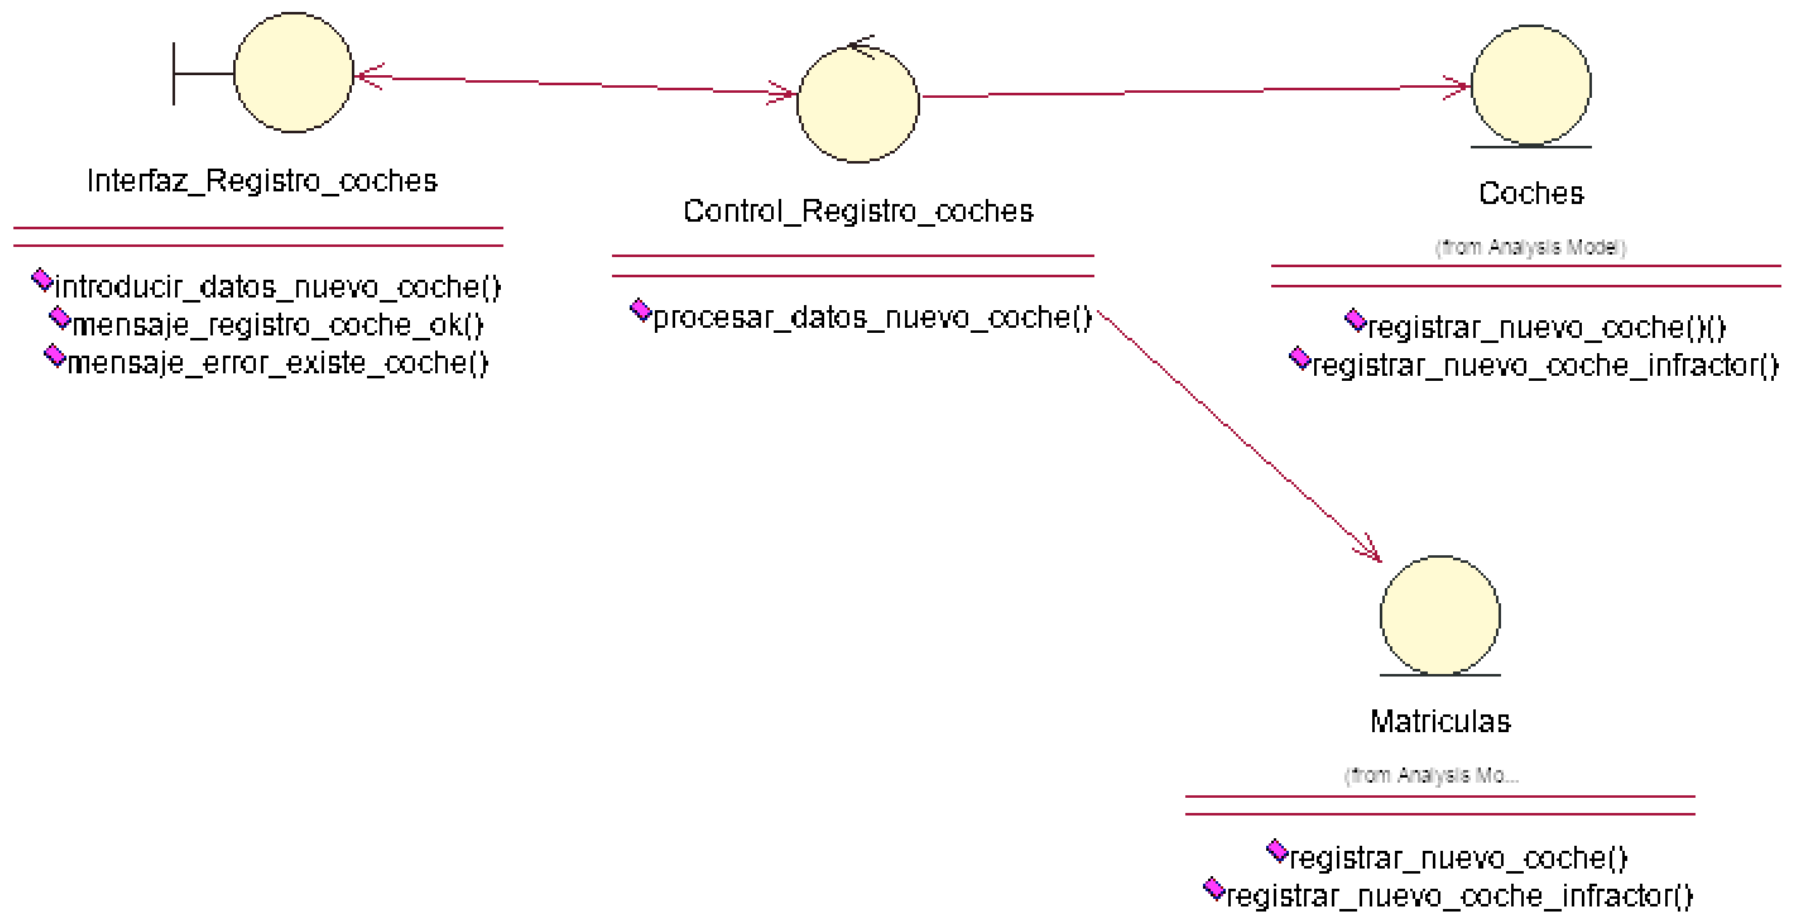 Interfaz_Registro_coches
introducir_datos_nuevo_coche()
mensaje_registro_coche_ok()
mensaje_error_existe_coche()
Control_Registro_coches
procesar_datos_nuevo_coche()
Coches
(from Analysis Model)
registrar_nuevo_coche()()
registrar_nuevo_coche_infractor()
Matriculas
(from Analysis Mo...
registrar_nuevo_coche()
registrar_nuevo_coche_infractor()